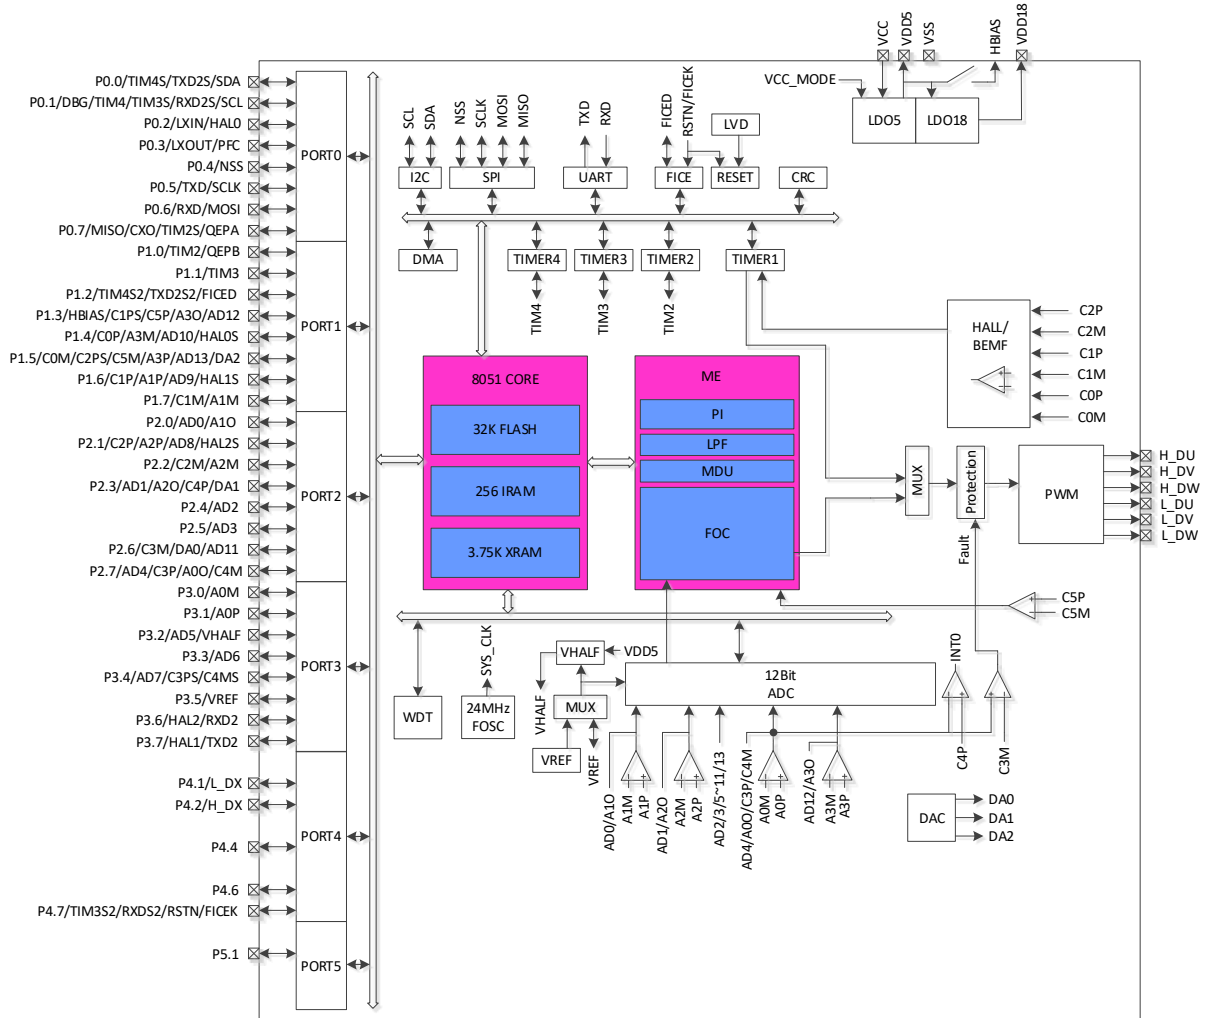 VCC
VDD5
VSS
HBIAS
VDD18
VCC_MODE
LDO5
LDO18
P0.0/TIM4S/TXD2S/SDA
P0.1/DBG/TIM4/TIM3S/RXD2S/SCL
P0.2/LXIN/HAL0
P0.3/LXOUT/PFC
P0.4/NSS
P0.5/TXD/SCLK
P0.6/RXD/MOSI
P0.7/MISO/CXO/TIM2S/QEPA
PORT0
P1.0/TIM2/QEPB
P1.1/TIM3
P1.2/TIM4S2/TXD2S2/FICED
P1.3/HBIAS/C1PS/C5P/A3O/AD12
P1.4/C0P/A3M/AD10/HAL0S
P1.5/C0M/C2PS/C5M/A3P/AD13/DA2
P1.6/C1P/A1P/AD9/HAL1S
P1.7/C1M/A1M
PORT1
P2.0/AD0/A1O
P2.1/C2P/A2P/AD8/HAL2S
P2.2/C2M/A2M
P2.3/AD1/A2O/C4P/DA1
P2.4/AD2
P2.5/AD3
P2.6/C3M/DA0/AD11
P2.7/AD4/C3P/A0O/C4M
PORT2
P3.0/A0M
P3.1/A0P
P3.2/AD5/VHALF
P3.3/AD6
P3.4/AD7/C3PS/C4MS
P3.5/VREF
P3.6/HAL2/RXD2
P3.7/HAL1/TXD2
PORT3
P4.1/L_DX
P4.2/H_DX
P4.4
P4.6
P4.7/TIM3S2/RXDS2/RSTN/FICEK
PORT4
P5.1
PORT5
SCL
SDA
NSS
SCLK
MOSI
MISO
TXD
RXD
FICED
RSTN/FICEK
LVD
I2C
SPI
UART
FICE
RESET
CRC
DMA
TIMER4
TIMER3
TIMER2
TIMER1
TIM4
TIM3
TIM2
8051 CORE
32K FLASH
256 IRAM
3.75K XRAM
ME
PI
LPF
MDU
FOC
HALL/
BEMF
C2P
C2M
C1P
C1M
C0P
C0M
MUX
Protection
Fault
PWM
H_DU
H_DV
H_DW
L_DU
L_DV
L_DW
C5P
C5M
WDT
SYS_CLK
24MHz
FOSC
VHALF
VDD5
VHALF
MUX
VREF
VREF
12Bit
ADC
INT0
C4P
C3M
AD0/A1O
A1M
A1P
AD1/A2O
A2M
A2P
AD2/3/5~11/13
AD4/A0O/C3P/C4M
A0M
A0P
AD12/A3O
A3M
A3P
DAC
DA0
DA1
DA2